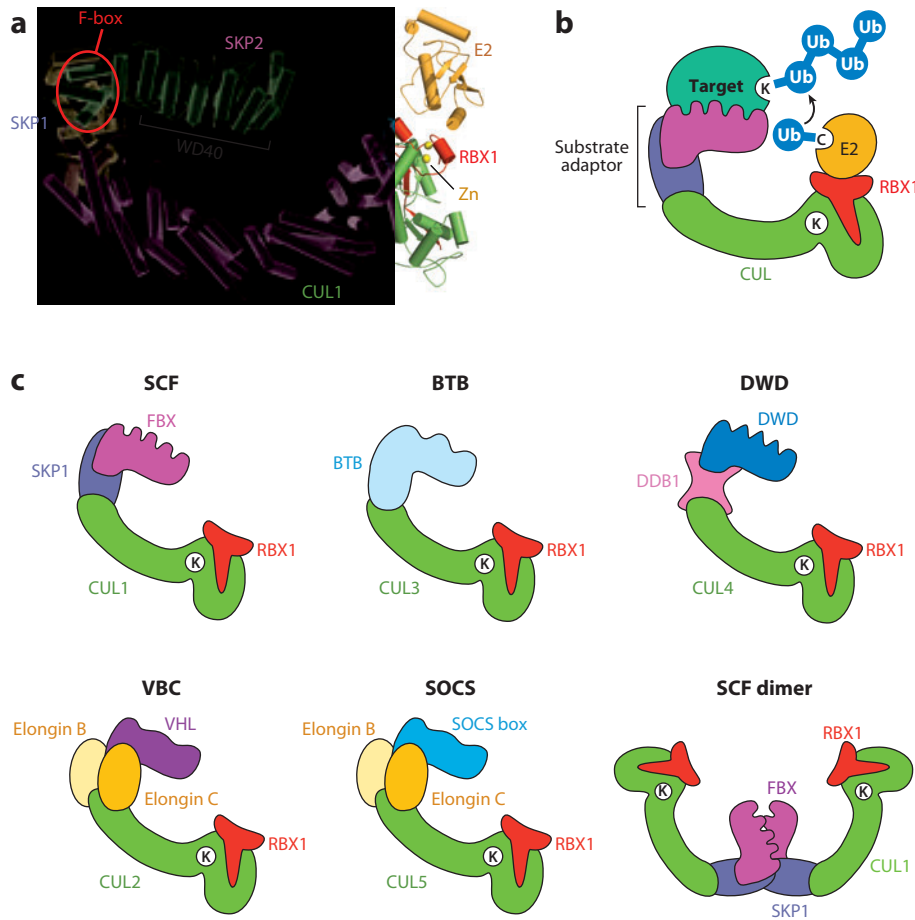 a
F-box
SKP2
E2
SKP1
WD40
RBX1
Zn
CUL1
b
Ub
Ub
Ub
Ub
Ub
Target
K
Ub
C
E2
Substrate
adaptor
RBX1
K
CUL
c
SCF
FBX
SKP1
K
RBX1
CUL1
BTB
BTB
K
RBX1
CUL3
DWD
DWD
DDB1
K
RBX1
CUL4
VBC
Elongin B
VHL
Elongin C
K
RBX1
CUL2
SOCS
Elongin B
SOCS box
Elongin C
K
RBX1
CUL5
SCF dimer
RBX1
K
FBX
K
CUL1
SKP1